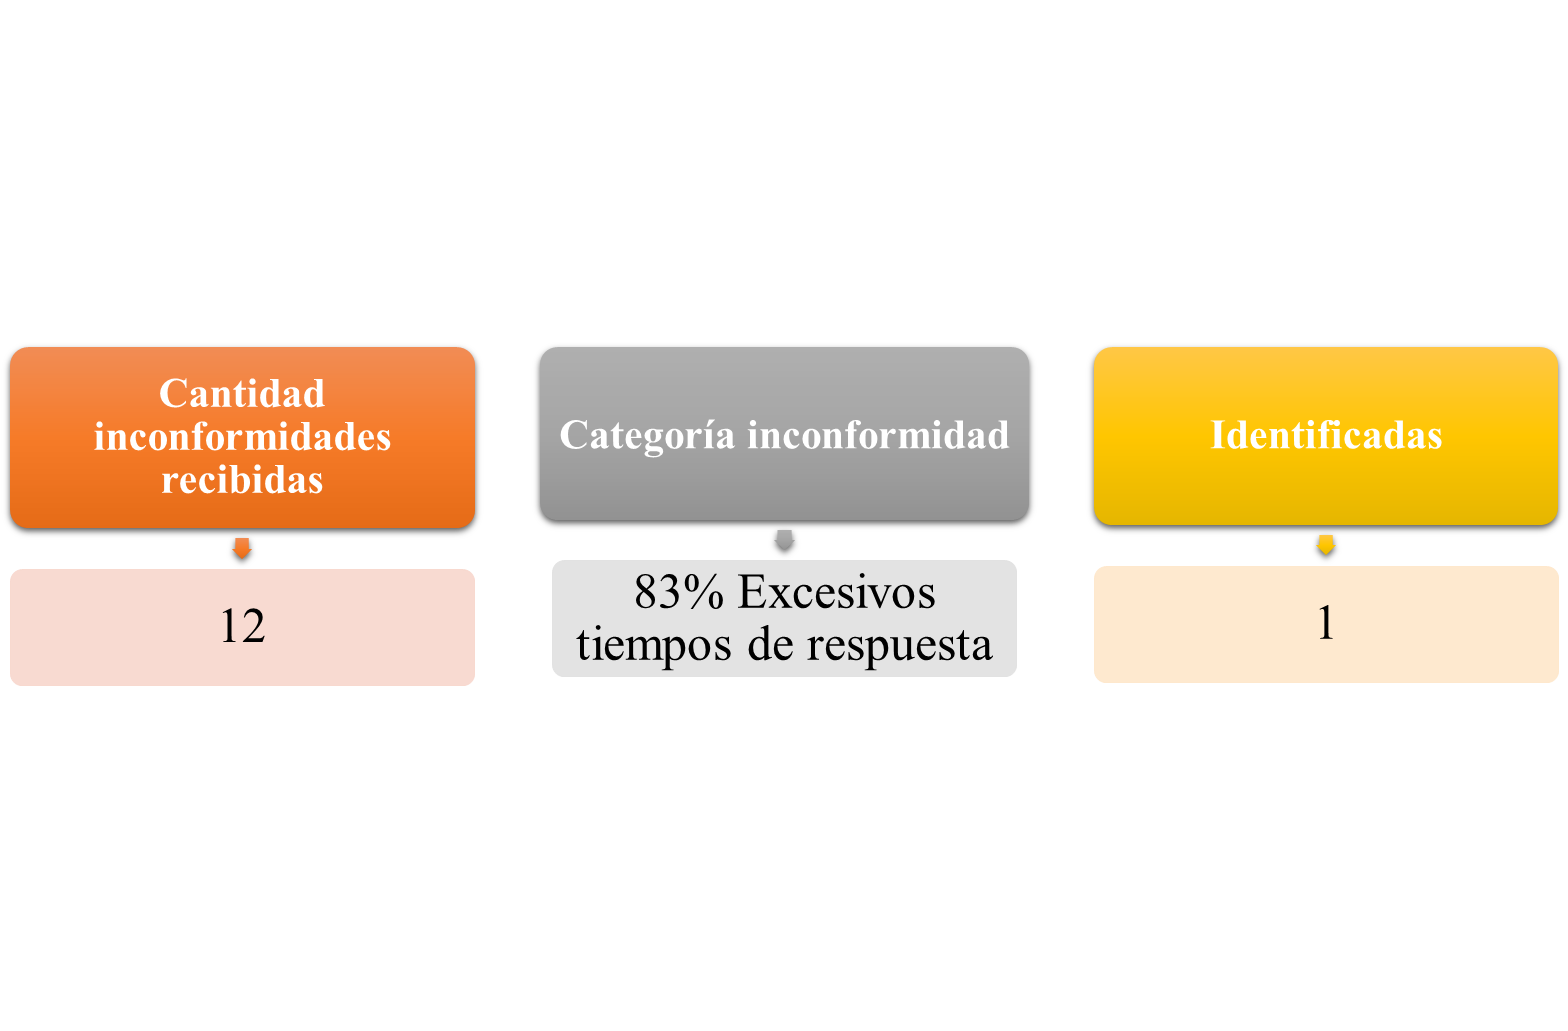 Cantidad
inconformidades
recibidas
12
Categoría inconformidad
83% Excesivos
tiempos de respuesta
Identificadas
1